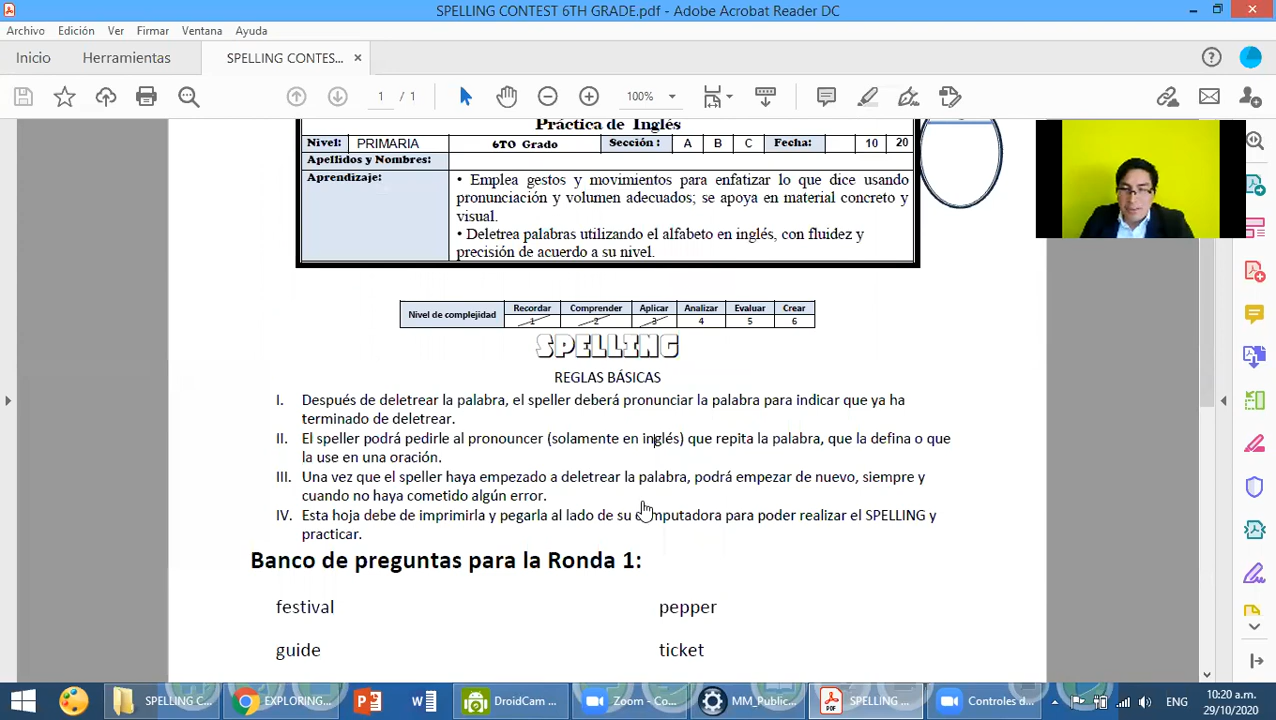 SPELLING CONTEST 6TH GRADE.pdf - Adobe Acrobat Reader DC
Archivo Edición Ver Firmar Ventana Ayuda
Inicio Herramientas SPELLING CONTES... ×
1 / 1 100%
Práctica de Inglés
Nivel: PRIMARIA 6TO Grado Sección : A B C Fecha: 10 20
Apellidos y Nombres:
Aprendizaje: • Emplea gestos y movimientos para enfatizar lo que dice usando
pronunciación y volumen adecuados; se apoya en material concreto y
visual.
• Deletrea palabras utilizando el alfabeto en inglés, con fluidez y
precisión de acuerdo a su nivel.
Nivel de complejidad Recordar Comprender Aplicar Analizar Evaluar Crear
1 2 3 4 5 6
SPELLING
REGLAS BÁSICAS
I. Después de deletrear la palabra, el speller deberá pronunciar la palabra para indicar que ya ha
terminado de deletrear.
II. El speller podrá pedirle al pronouncer (solamente en inglés) que repita la palabra, que la defina o que
la use en una oración.
III. Una vez que el speller haya empezado a deletrear la palabra, podrá empezar de nuevo, siempre y
cuando no haya cometido algún error.
IV. Esta hoja debe de imprimirla y pegarla al lado de su computadora para poder realizar el SPELLING y
practicar.
Banco de preguntas para la Ronda 1:
festival pepper
guide ticket
SPELLING C... EXPLORING... DroidCam ... Zoom - Co... MM_Public... SPELLING ... Controles d... ENG 10:20 a.m.
29/10/2020